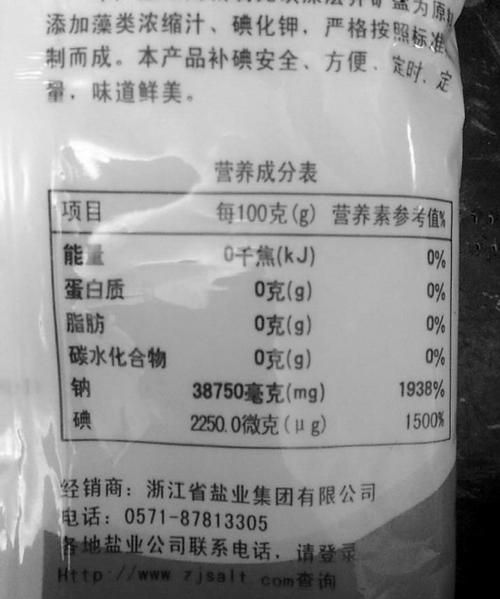 盐为原料
添加藻类浓缩汁、碘化钾，严格按照标准
制而成。本产品补碘安全、方便、定时、定
量，味道鲜美。
营养成分表
项目 每100克(g) 营养素参考值%
能量 0千焦(kJ) 0%
蛋白质 0克(g) 0%
脂肪 0克(g) 0%
碳水化合物 0克(g) 0%
钠 38750毫克(mg) 1938%
碘 2250.0微克(μg) 1500%
经销商：浙江省盐业集团有限公司
电话：0571-87813305
各地盐业公司联系电话，请登录
Http://www.zjsalt.com查询